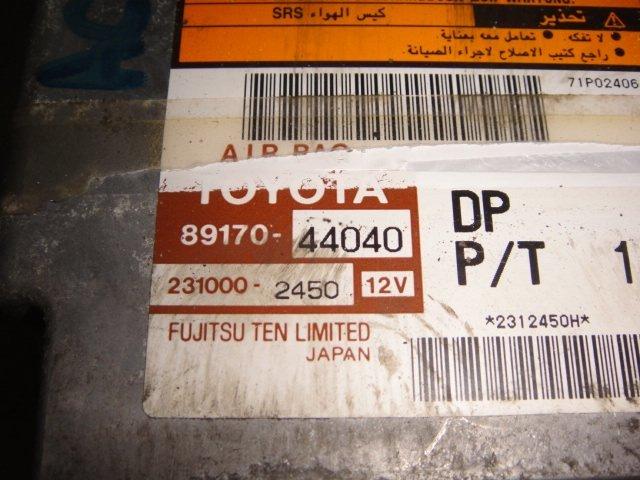 تحذير كيس الهواء SRS
• لا تفكه. • تعامل معه بعناية.
• راجع كتيب الاصلاح لاجراء الصيانة.
71P02406
AIR BAG
TOYOTA
89170-44040
DP
P/T 1
231000-2450 12V
*2312450H*
FUJITSU TEN LIMITED
JAPAN